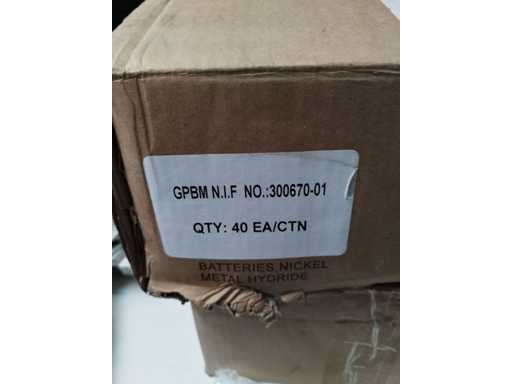 GPBM N.I.F NO.:300670-01
QTY: 40 EA/CTN
BATTERIES,NICKEL
METAL HYDRIDE